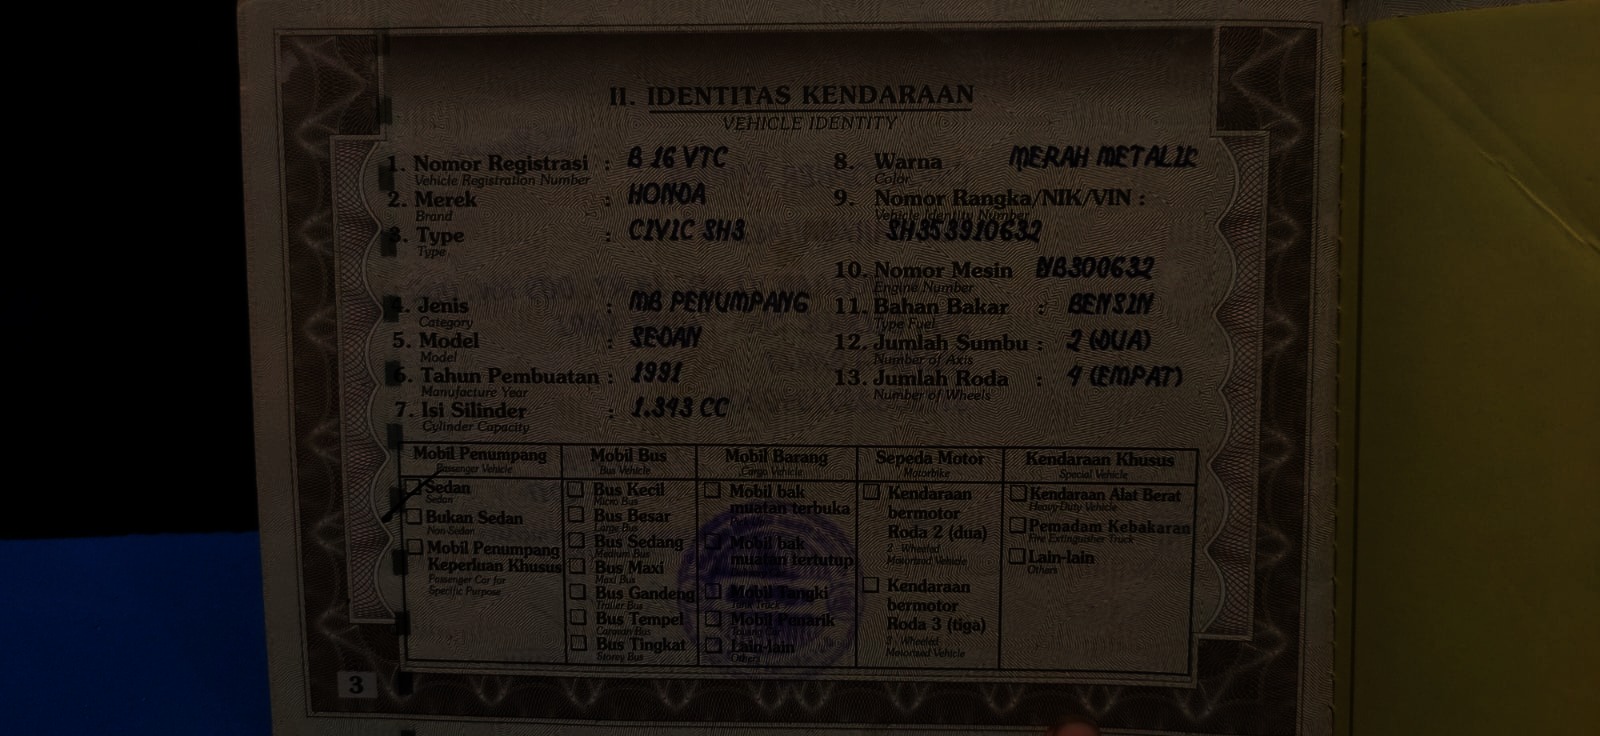 II. IDENTITAS KENDARAAN
VEHICLE IDENTITY
1. Nomor Registrasi : B 16 VTC
Vehicle Registration Number
2. Merek : HONDA
Brand
3. Type : CIVIC SH3
Type
4. Jenis : MB PENUMPANG
Category
5. Model : SEDAN
Model
6. Tahun Pembuatan : 1991
Manufacture Year
7. Isi Silinder : 1.343 CC
Cylinder Capacity
8. Warna MERAH METALIK
Color
9. Nomor Rangka/NIK/VIN :
Vehicle Identity Number
SH353910632
10. Nomor Mesin NB300632
Engine Number
11. Bahan Bakar : BENSIN
Type Fuel
12. Jumlah Sumbu : 2 (DUA)
Number of Axis
13. Jumlah Roda : 4 (EMPAT)
Number of Wheels
Mobil Penumpang
Passenger Vehicle
Sedan
Sedan
Bukan Sedan
Non Sedan
Mobil Penumpang
Keperluan Khusus
Passenger Car for
Specific Purpose
Mobil Bus
Bus Vehicle
Bus Kecil
Micro Bus
Bus Besar
Large Bus
Bus Sedang
Medium Bus
Bus Maxi
Maxi Bus
Bus Gandeng
Trailer Bus
Bus Tempel
Caravan Bus
Bus Tingkat
Storey Bus
Mobil Barang
Cargo Vehicle
Mobil bak
muatan terbuka
Mobil bak
muatan tertutup
Mobil Tangki
Tank Truck
Mobil Penarik
Towing Car
Lain-lain
Others
Sepeda Motor
Motorbike
Kendaraan
bermotor
Roda 2 (dua)
2 Wheeled
Motorized Vehicle
Kendaraan
bermotor
Roda 3 (tiga)
3 Wheeled
Motorized Vehicle
Kendaraan Khusus
Special Vehicle
Kendaraan Alat Berat
Heavy-Duty Vehicle
Pemadam Kebakaran
Fire Extinguisher Truck
Lain-lain
Others
3